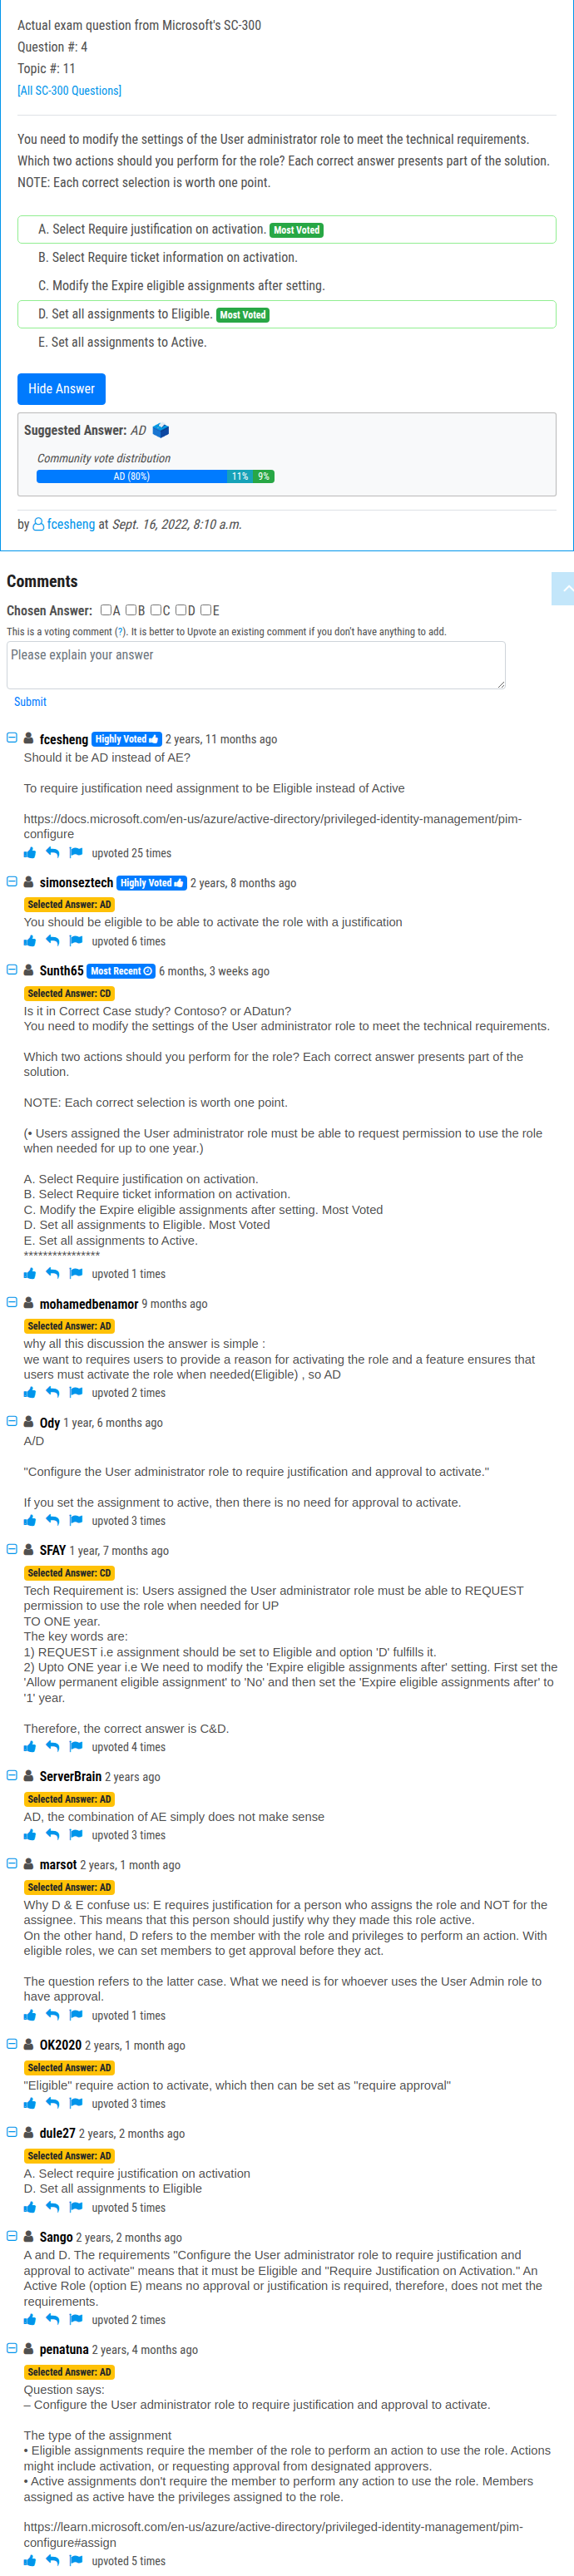 Actual exam question from Microsoft's SC-300
Question #: 4
Topic #: 11
[All SC-300 Questions]
You need to modify the settings of the User administrator role to meet the technical requirements.
Which two actions should you perform for the role? Each correct answer presents part of the solution.
NOTE: Each correct selection is worth one point.
A. Select Require justification on activation. Most Voted
B. Select Require ticket information on activation.
C. Modify the Expire eligible assignments after setting.
D. Set all assignments to Eligible. Most Voted
E. Set all assignments to Active.
Hide Answer
Suggested Answer: AD
Community vote distribution
AD (80%) 11% 9%
by fcesheng at Sept. 16, 2022, 8:10 a.m.
Comments
Chosen Answer: A B C D E
This is a voting comment (?). It is better to Upvote an existing comment if you don't have anything to add.
Please explain your answer
Submit
fcesheng Highly Voted 2 years, 11 months ago
Should it be AD instead of AE?
To require justification need assignment to be Eligible instead of Active
https://docs.microsoft.com/en-us/azure/active-directory/privileged-identity-management/pim-
configure
upvoted 25 times
simonseztech Highly Voted 2 years, 8 months ago
Selected Answer: AD
You should be eligible to be able to activate the role with a justification
upvoted 6 times
Sunth65 Most Recent 6 months, 3 weeks ago
Selected Answer: CD
Is it in Correct Case study? Contoso? or ADatun?
You need to modify the settings of the User administrator role to meet the technical requirements.
Which two actions should you perform for the role? Each correct answer presents part of the
solution.
NOTE: Each correct selection is worth one point.
(• Users assigned the User administrator role must be able to request permission to use the role
when needed for up to one year.)
A. Select Require justification on activation.
B. Select Require ticket information on activation.
C. Modify the Expire eligible assignments after setting. Most Voted
D. Set all assignments to Eligible. Most Voted
E. Set all assignments to Active.
****************
upvoted 1 times
mohamedbenamor 9 months ago
Selected Answer: AD
why all this discussion the answer is simple :
we want to requires users to provide a reason for activating the role and a feature ensures that
users must activate the role when needed(Eligible) , so AD
upvoted 2 times
Ody 1 year, 6 months ago
A/D
"Configure the User administrator role to require justification and approval to activate."
If you set the assignment to active, then there is no need for approval to activate.
upvoted 3 times
SFAY 1 year, 7 months ago
Selected Answer: CD
Tech Requirement is: Users assigned the User administrator role must be able to REQUEST
permission to use the role when needed for UP
TO ONE year.
The key words are:
1) REQUEST i.e assignment should be set to Eligible and option 'D' fulfills it.
2) Upto ONE year i.e We need to modify the 'Expire eligible assignments after' setting. First set the
'Allow permanent eligible assignment' to 'No' and then set the 'Expire eligible assignments after' to
'1' year.
Therefore, the correct answer is C&D.
upvoted 4 times
ServerBrain 2 years ago
Selected Answer: AD
AD, the combination of AE simply does not make sense
upvoted 3 times
marsot 2 years, 1 month ago
Selected Answer: AD
Why D & E confuse us: E requires justification for a person who assigns the role and NOT for the
assignee. This means that this person should justify why they made this role active.
On the other hand, D refers to the member with the role and privileges to perform an action. With
eligible roles, we can set members to get approval before they act.
The question refers to the latter case. What we need is for whoever uses the User Admin role to
have approval.
upvoted 1 times
OK2020 2 years, 1 month ago
Selected Answer: AD
"Eligible" require action to activate, which then can be set as "require approval"
upvoted 3 times
dule27 2 years, 2 months ago
Selected Answer: AD
A. Select require justification on activation
D. Set all assignments to Eligible
upvoted 5 times
Sango 2 years, 2 months ago
A and D. The requirements "Configure the User administrator role to require justification and
approval to activate" means that it must be Eligible and "Require Justification on Activation." An
Active Role (option E) means no approval or justification is required, therefore, does not met the
requirements.
upvoted 2 times
penatuna 2 years, 4 months ago
Selected Answer: AD
Question says:
– Configure the User administrator role to require justification and approval to activate.
The type of the assignment
• Eligible assignments require the member of the role to perform an action to use the role. Actions
might include activation, or requesting approval from designated approvers.
• Active assignments don't require the member to perform any action to use the role. Members
assigned as active have the privileges assigned to the role.
https://learn.microsoft.com/en-us/azure/active-directory/privileged-identity-management/pim-
configure#assign
upvoted 5 times